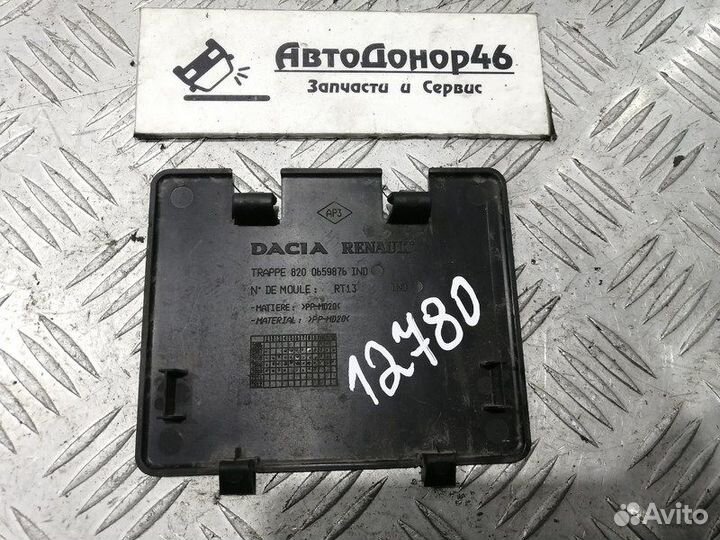 АвтоДонор46
Запчасти и Сервис
AP3
DACIA RENAULT
TRAPPE 820 0659876 IND
N° DE MOULE: RT13 IND
-MATIERE: >PP-MD20<
-MATERIAL: >PP-MD20<
12780
Avito